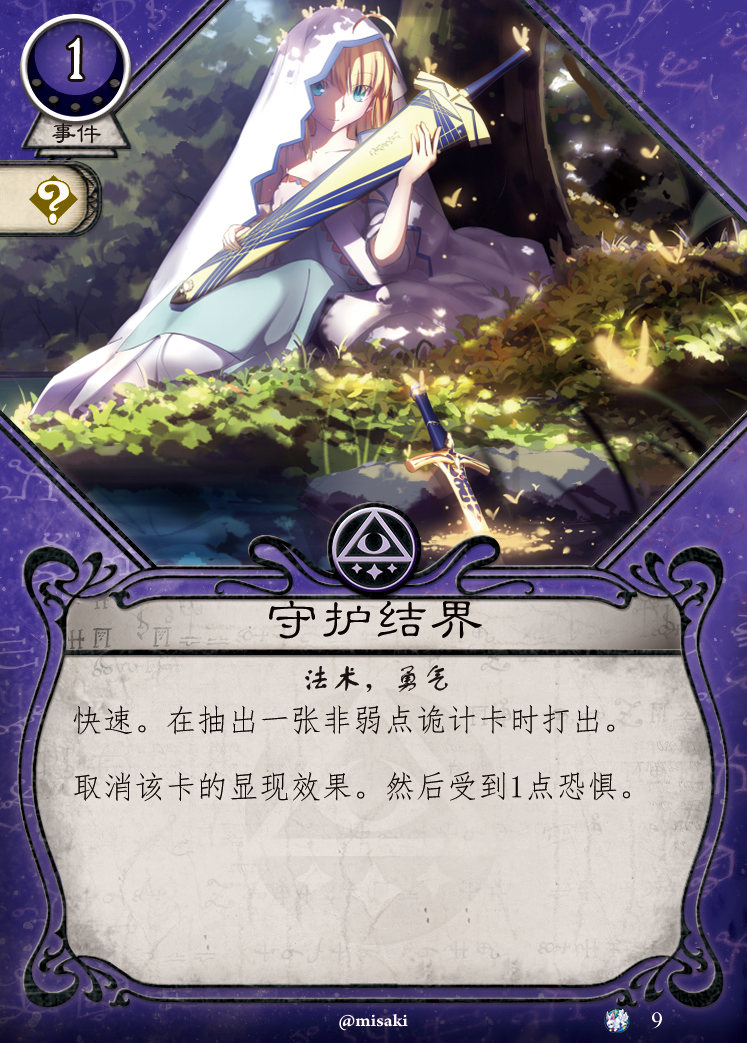 1
事件
?
守护结界
法术，勇气
快速。在抽出一张非弱点诡计卡时打出。
取消该卡的显现效果。然后受到1点恐惧。
@misaki
9